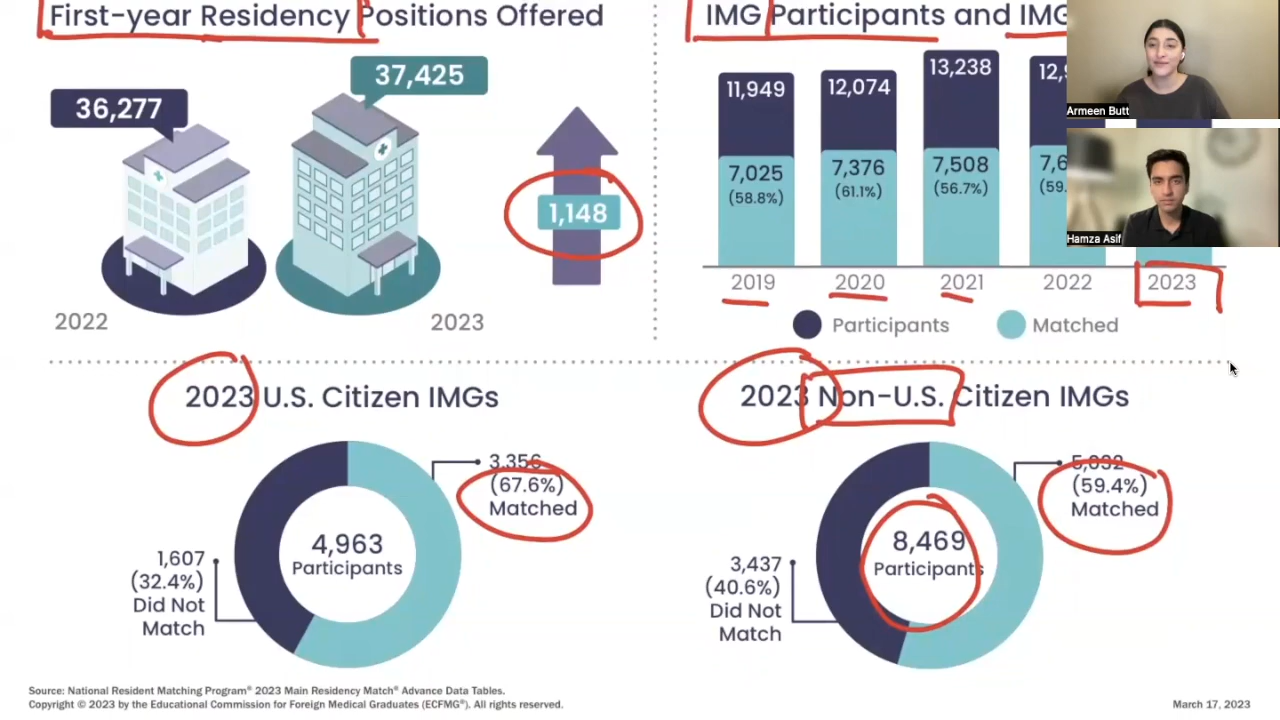 First-year Residency Positions Offered
36,277
37,425
1,148
2022
2023
IMG Participants and IMG
11,949
12,074
13,238
7,025
(58.8%)
7,376
(61.1%)
7,508
(56.7%)
2019
2020
2021
2022
2023
Participants
Matched
Armeen Butt
Hamza Asif
2023 U.S. Citizen IMGs
3,356
(67.6%)
Matched
4,963
Participants
1,607
(32.4%)
Did Not
Match
2023 Non-U.S. Citizen IMGs
5,032
(59.4%)
Matched
8,469
Participants
3,437
(40.6%)
Did Not
Match
Source: National Resident Matching Program® 2023 Main Residency Match® Advance Data Tables.
Copyright © 2023 by the Educational Commission for Foreign Medical Graduates (ECFMG®). All rights reserved.
March 17, 2023